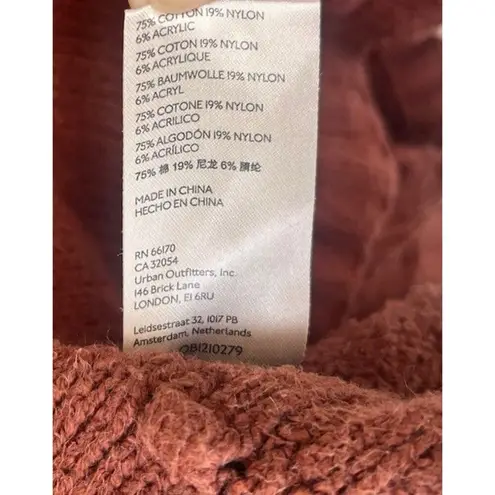 75% COTTON 19% NYLON
6% ACRYLIC
75% COTON 19% NYLON
6% ACRYLIQUE
75% BAUMWOLLE 19% NYLON
6% ACRYL
75% COTONE 19% NYLON
6% ACRILICO
75% ALGODÓN 19% NYLON
6% ACRÍLICO
75% 棉 19% 尼龙 6% 腈纶
MADE IN CHINA
HECHO EN CHINA
RN 66170
CA 32054
Urban Outfitters, Inc.
146 Brick Lane
LONDON, E1 6RU
Leidsestraat 32, 1017 PB
Amsterdam, Netherlands
OB1210279